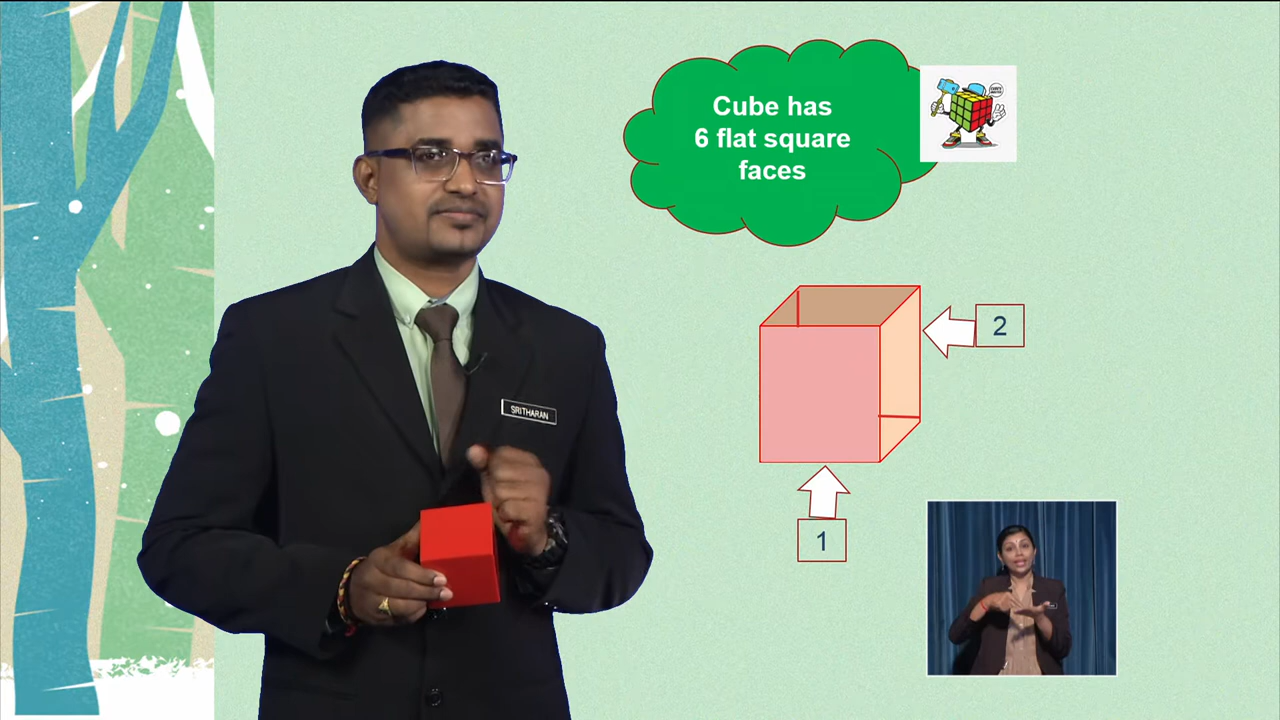 Cube has
6 flat square
faces
2
SRITHARAN
1